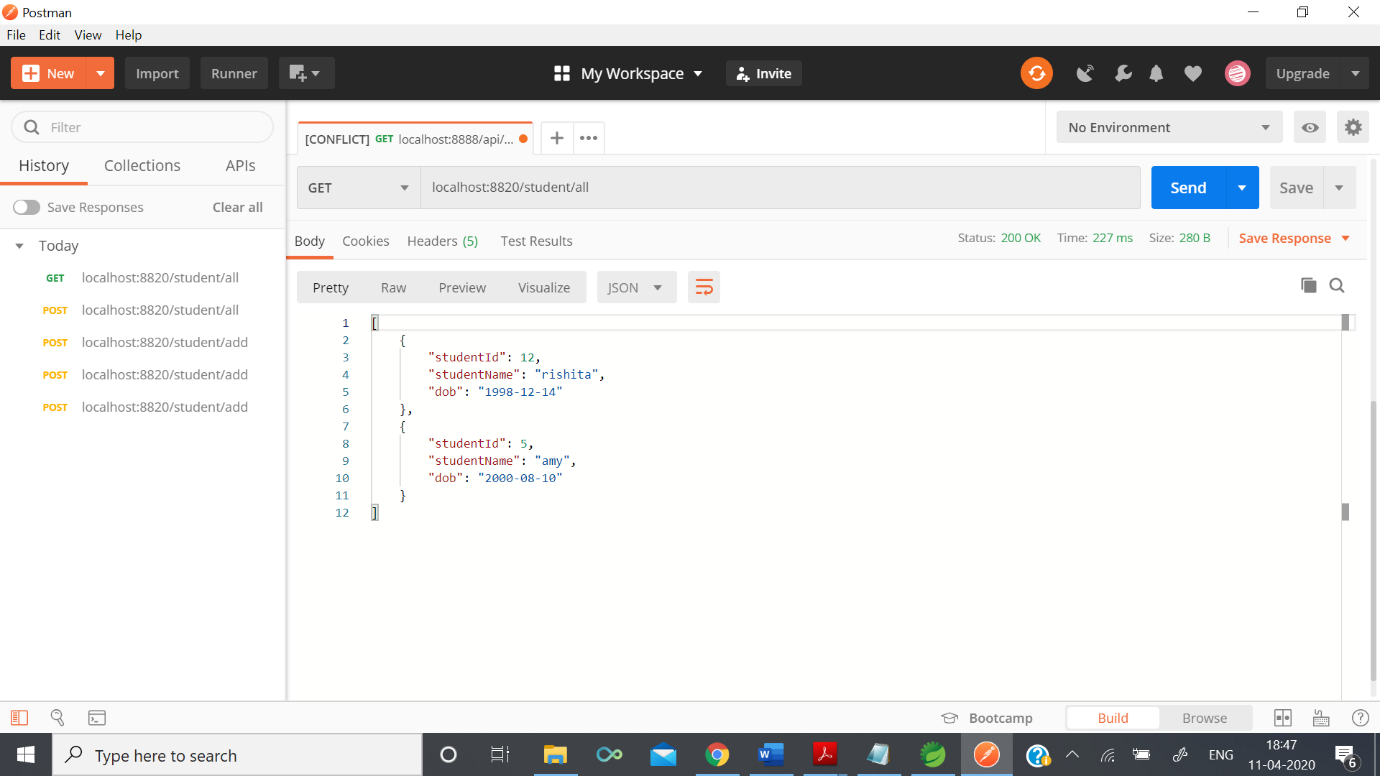 Postman
File Edit View Help
New Import Runner My Workspace Invite Upgrade
Filter
History Collections APIs
Save Responses Clear all
Today
GET localhost:8820/student/all
POST localhost:8820/student/all
POST localhost:8820/student/add
POST localhost:8820/student/add
POST localhost:8820/student/add
[CONFLICT] GET localhost:8888/api/... + •••
No Environment
GET localhost:8820/student/all Send Save
Body Cookies Headers (5) Test Results Status: 200 OK Time: 227 ms Size: 280 B Save Response
Pretty Raw Preview Visualize JSON
1 [
2 {
3 "studentId": 12,
4 "studentName": "rishita",
5 "dob": "1998-12-14"
6 },
7 {
8 "studentId": 5,
9 "studentName": "amy",
10 "dob": "2000-08-10"
11 }
12 ]
Bootcamp Build Browse
Type here to search
ENG 18:47
11-04-2020 6